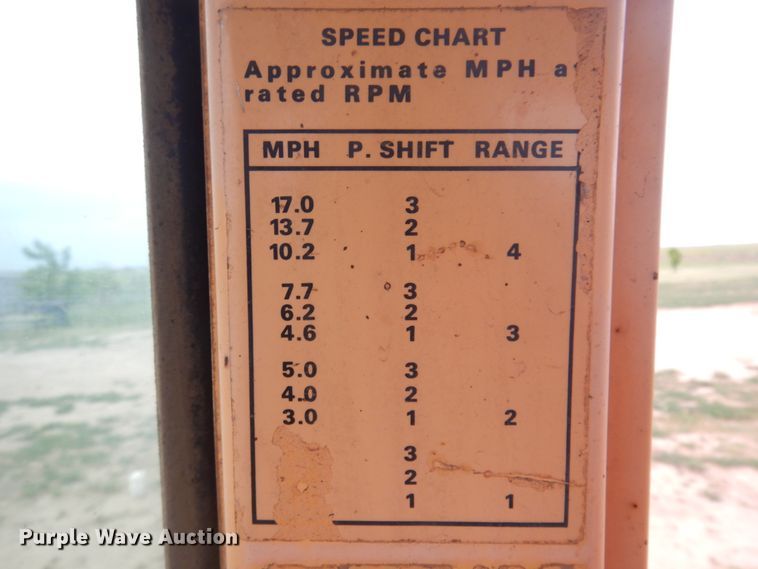 SPEED CHART
Approximate MPH a
rated RPM
MPH P. SHIFT RANGE
17.0 3
13.7 2
10.2 1 4
7.7 3
6.2 2
4.6 1 3
5.0 3
4.0 2
3.0 1 2
3
2
1 1
Purple Wave Auction